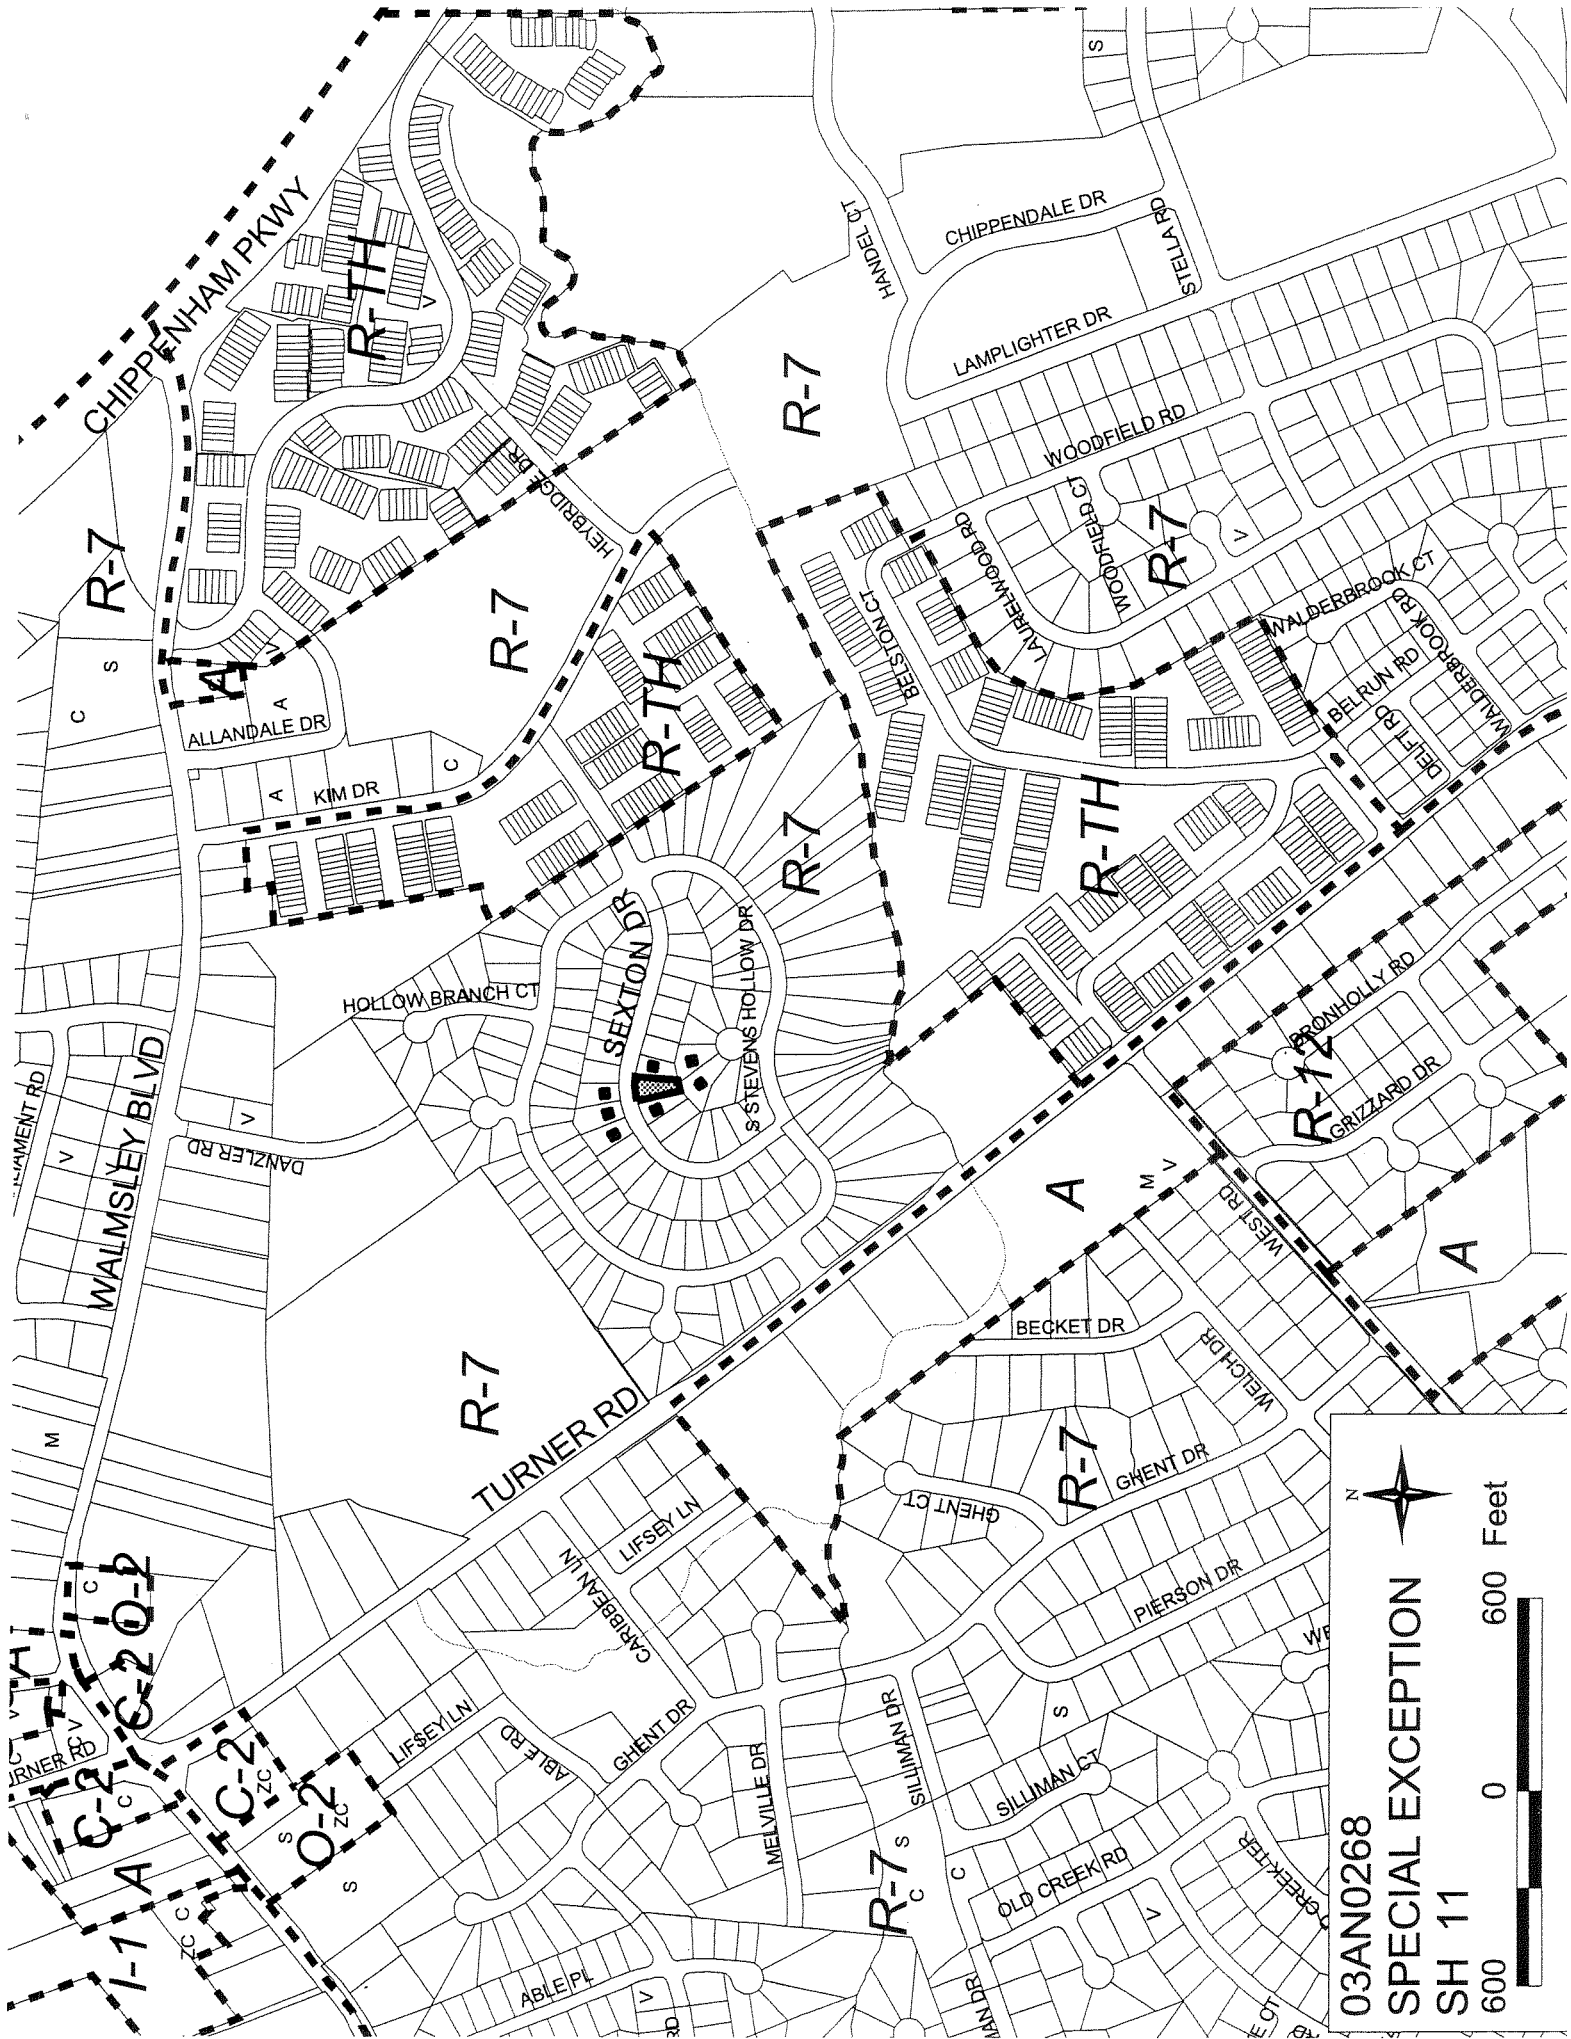 CHIPPENHAM PKWY
R-TH
V
R-7
S
C
A
V
ALLANDALE DR
A
A
KIM DR
C
HEYBRIDGE DR
R-7
R-TH
R-7
HANDEL CT
CHIPPENDALE DR
STELLA RD
S
LAMPLIGHTER DR
WOODFIELD RD
WOODFIELD CT
LAURELWOOD RD
R-7
V
BELSTON CT
WALDERBROOK CT
WALDERBROOK RD
BELRUN RD
DELFT RD
R-TH
R-7
SEXTON DR
S STEVENS HOLLOW DR
HOLLOW BRANCH CT
DANZLER RD
V
V
WALMSLEY BLVD
M
R-7
TURNER RD
BRONHOLLY RD
R-12
GRIZZARD DR
WEST RD
A
M
V
A
BECKET DR
WELCH DR
R-7
GHENT DR
GHENT CT
PIERSON DR
LIFSEY LN
CARIBBEAN LN
C
O-2
C-2
C-2
C
C-2
ZC
O-2
ZC
S
S
I-1
A
ZC
C
LIFSEY LN
ABLE RD
GHENT DR
MELVILLE DR
SILLIMAN DR
SILLIMAN CT
S
R-7
C
S
C
OLD CREEK RD
V
ABLE PL
V
03AN0268
SPECIAL EXCEPTION
SH 11
N
600 0 600 Feet